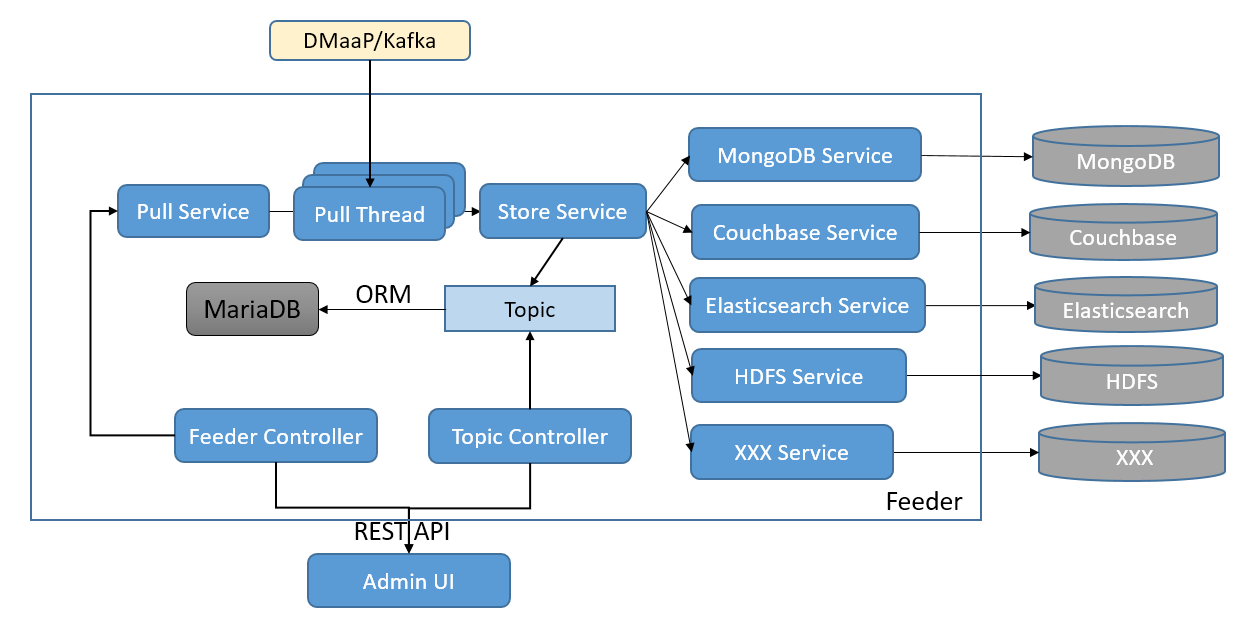 DMaaP/Kafka
MongoDB Service
MongoDB
Pull Service
Pull Thread
Store Service
Couchbase Service
Couchbase
MariaDB
ORM
Topic
Elasticsearch Service
Elasticsearch
HDFS Service
HDFS
Feeder Controller
Topic Controller
XXX Service
XXX
Feeder
REST API
Admin UI